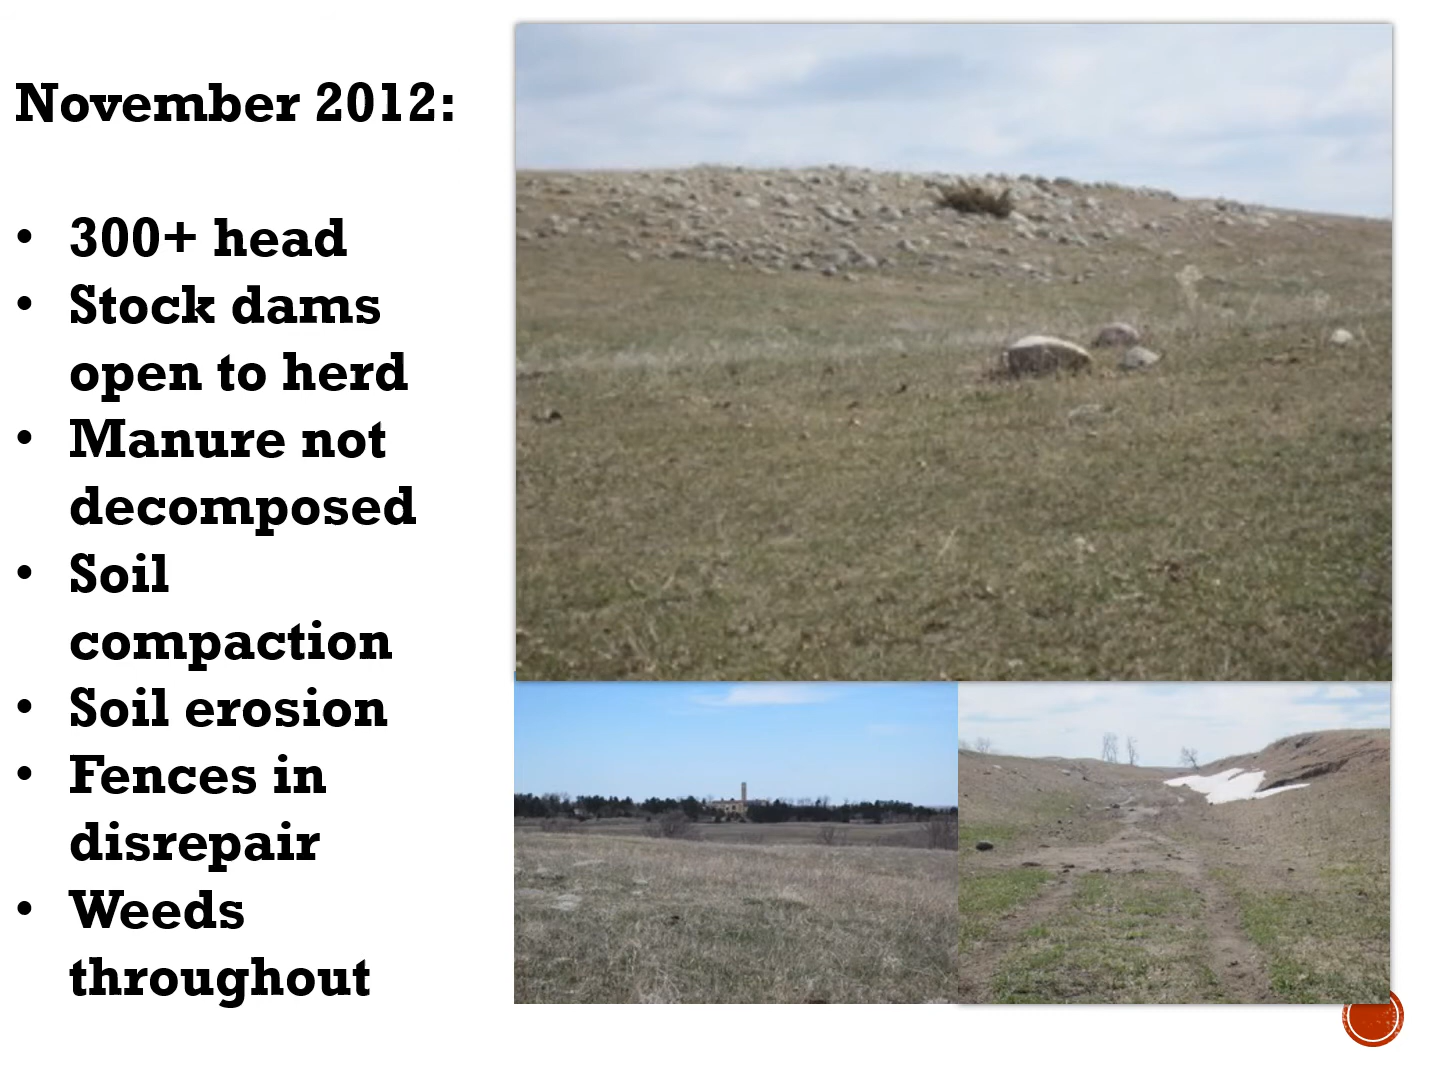 November 2012:
• 300+ head
• Stock dams
open to herd
• Manure not
decomposed
• Soil
compaction
• Soil erosion
• Fences in
disrepair
• Weeds
throughout